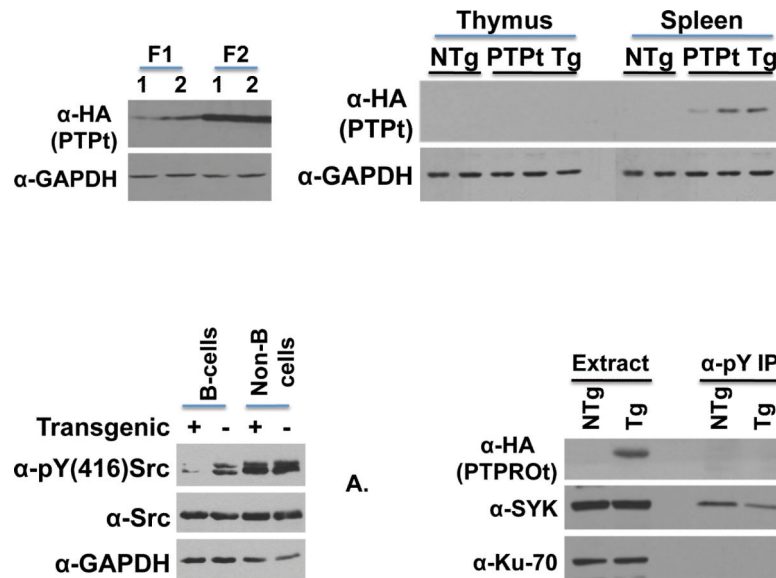 F1 F2
1 2 1 2
α-HA
(PTPt)
α-GAPDH
Thymus Spleen
NTg PTPt Tg NTg PTPt Tg
α-HA
(PTPt)
α-GAPDH
B-cells
Non-B
cells
Transgenic + - + -
α-pY(416)Src
α-Src
α-GAPDH
A.
Extract α-pY IP
NTg Tg NTg Tg
α-HA
(PTPROt)
α-SYK
α-Ku-70